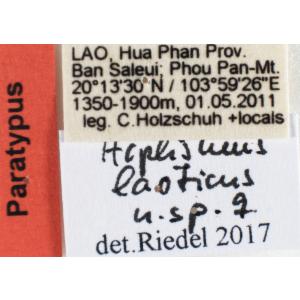 Paratypus
LAO, Hua Phan Prov.
Ban Saleui; Phou Pan-Mt.
20°13'30 N / 103°59'26"E
1350-1900m, 01.05.2011
leg. C.Holzschuh +locals
laoticus
n.sp. ♀
det.Riedel 2017